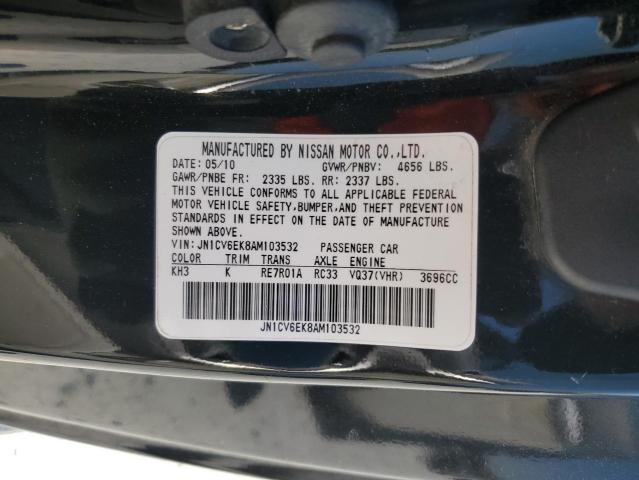 MANUFACTURED BY NISSAN MOTOR CO.,LTD.
DATE: 05/10 GVWR/PNBV: 4656 LBS.
GAWR/PNBE FR: 2335 LBS. RR: 2337 LBS.
THIS VEHICLE CONFORMS TO ALL APPLICABLE FEDERAL
MOTOR VEHICLE SAFETY,BUMPER,AND THEFT PREVENTION
STANDARDS IN EFFECT ON THE DATE OF MANUFACTURE
SHOWN ABOVE.
VIN: JN1CV6EK8AM103532 PASSENGER CAR
COLOR TRIM TRANS AXLE ENGINE
KH3 K RE7R01A RC33 VQ37(VHR) 3696CC
JN1CV6EK8AM103532